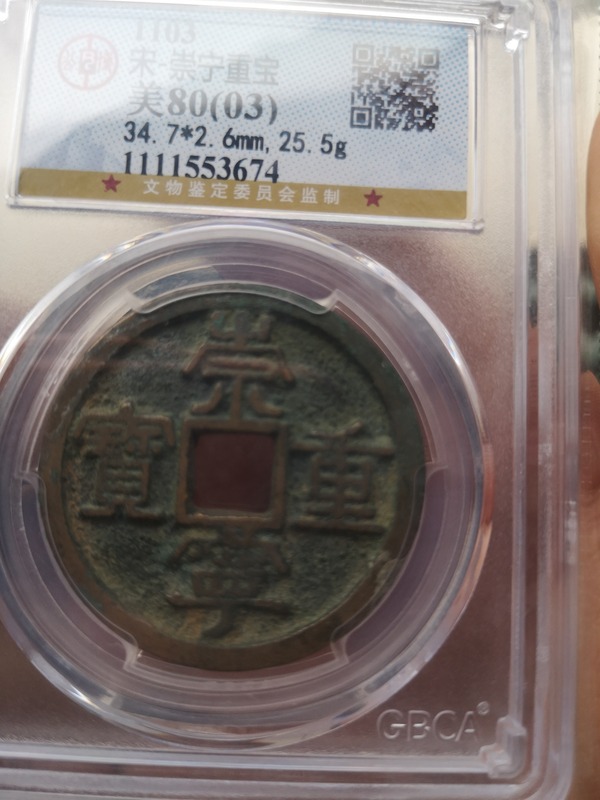 1103
宋-崇宁重宝
美80(03)
34.7*2.6mm, 25.5g
1111553674
★ 文物鉴定委员会监制 ★
崇
寶 重
寧
GBCA®